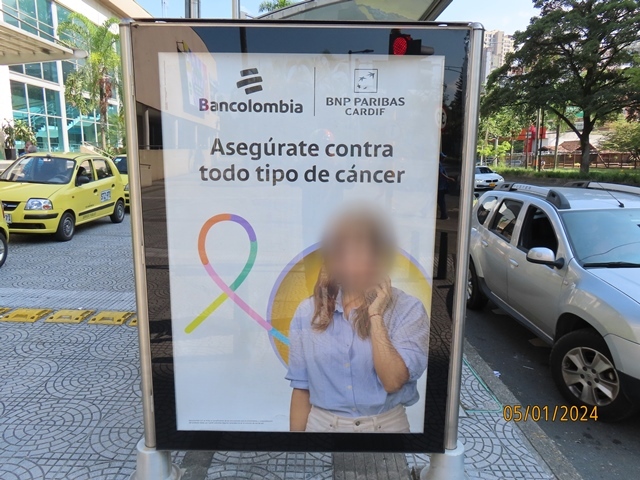 Bancolombia
BNP PARIBAS
CARDIF
Asegúrate contra
todo tipo de cáncer
05/01/2024